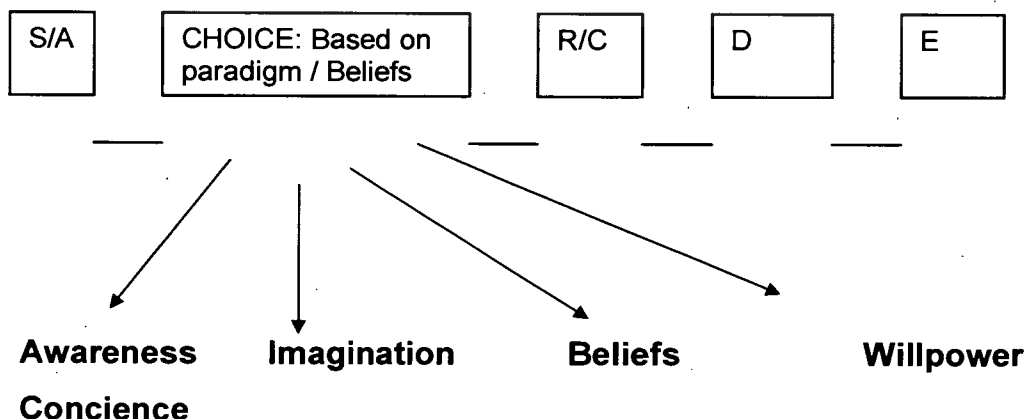 S/A
CHOICE: Based on
paradigm / Beliefs
R/C
D
E
Awareness Imagination Beliefs Willpower
Concience